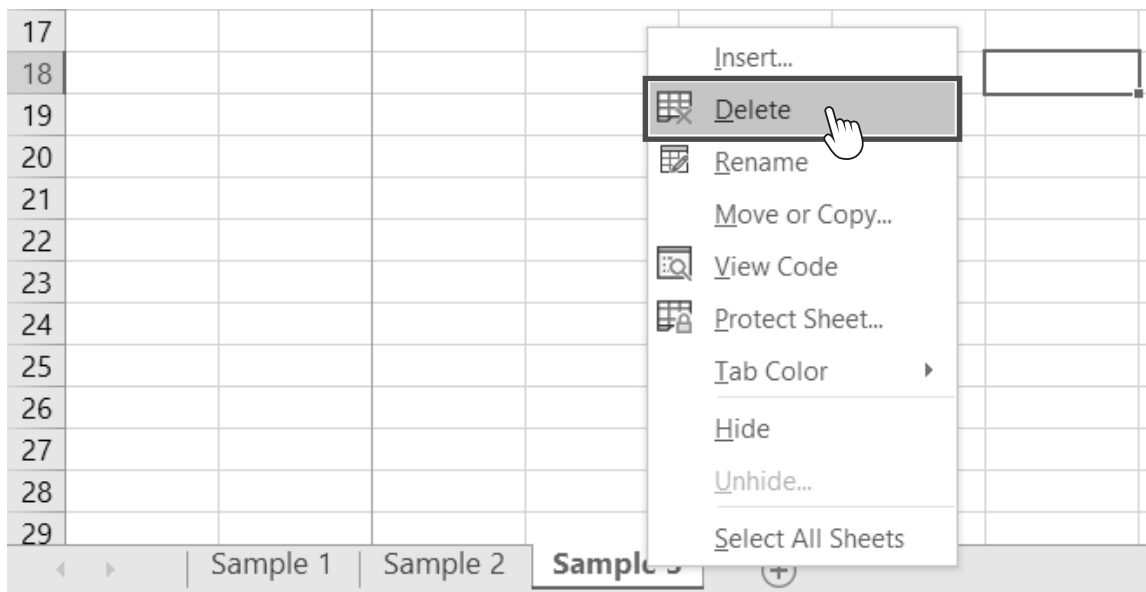 17
18
19
20
21
22
23
24
25
26
27
28
29
Insert...
Delete
Rename
Move or Copy...
View Code
Protect Sheet...
Tab Color
Hide
Unhide...
Select All Sheets
Sample 1
Sample 2
Sample